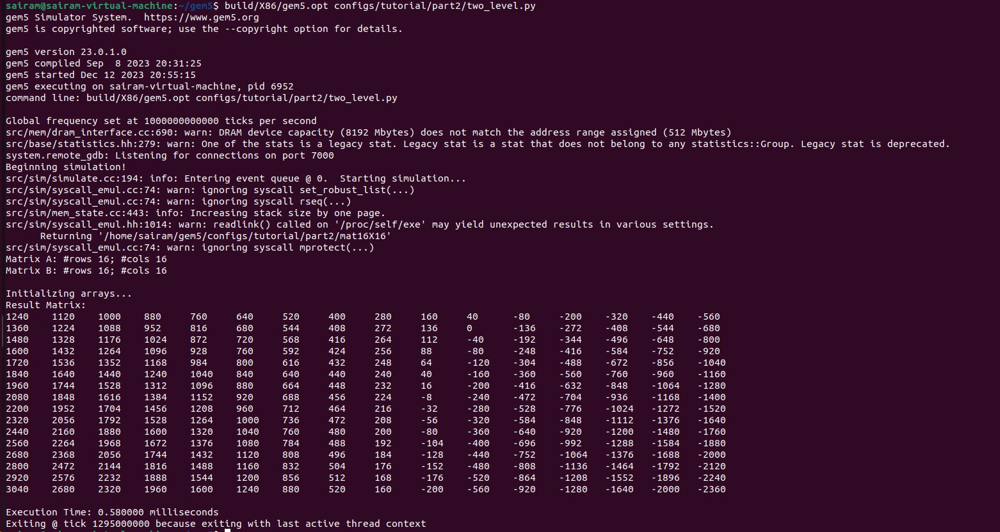 sairam@sairam-virtual-machine:~/gem5$ build/X86/gem5.opt configs/tutorial/part2/two_level.py
gem5 Simulator System.  https://www.gem5.org
gem5 is copyrighted software; use the --copyright option for details.

gem5 version 23.0.1.0
gem5 compiled Sep  8 2023 20:31:25
gem5 started Dec 12 2023 20:55:15
gem5 executing on sairam-virtual-machine, pid 6952
command line: build/X86/gem5.opt configs/tutorial/part2/two_level.py

Global frequency set at 1000000000000 ticks per second
src/mem/dram_interface.cc:690: warn: DRAM device capacity (8192 Mbytes) does not match the address range assigned (512 Mbytes)
src/base/statistics.hh:279: warn: One of the stats is a legacy stat. Legacy stat is a stat that does not belong to any statistics::Group. Legacy stat is deprecated.
system.remote_gdb: Listening for connections on port 7000
Beginning simulation!
src/sim/simulate.cc:194: info: Entering event queue @ 0.  Starting simulation...
src/sim/syscall_emul.cc:74: warn: ignoring syscall set_robust_list(...)
src/sim/syscall_emul.cc:74: warn: ignoring syscall rseq(...)
src/sim/mem_state.cc:443: info: Increasing stack size by one page.
src/sim/syscall_emul.hh:1014: warn: readlink() called on '/proc/self/exe' may yield unexpected results in various settings.
      Returning '/home/sairam/gem5/configs/tutorial/part2/mat16X16'
src/sim/syscall_emul.cc:74: warn: ignoring syscall mprotect(...)
Matrix A: #rows 16; #cols 16
Matrix B: #rows 16; #cols 16

Initializing arrays...
Result Matrix:
1240 1120 1000 880 760 640 520 400 280 160 40 -80 -200 -320 -440 -560
1360 1224 1088 952 816 680 544 408 272 136 0 -136 -272 -408 -544 -680
1480 1328 1176 1024 872 720 568 416 264 112 -40 -192 -344 -496 -648 -800
1600 1432 1264 1096 928 760 592 424 256 88 -80 -248 -416 -584 -752 -920
1720 1536 1352 1168 984 800 616 432 248 64 -120 -304 -488 -672 -856 -1040
1840 1640 1440 1240 1040 840 640 440 240 40 -160 -360 -560 -760 -960 -1160
1960 1744 1528 1312 1096 880 664 448 232 16 -200 -416 -632 -848 -1064 -1280
2080 1848 1616 1384 1152 920 688 456 224 -8 -240 -472 -704 -936 -1168 -1400
2200 1952 1704 1456 1208 960 712 464 216 -32 -280 -528 -776 -1024 -1272 -1520
2320 2056 1792 1528 1264 1000 736 472 208 -56 -320 -584 -848 -1112 -1376 -1640
2440 2160 1880 1600 1320 1040 760 480 200 -80 -360 -640 -920 -1200 -1480 -1760
2560 2264 1968 1672 1376 1080 784 488 192 -104 -400 -696 -992 -1288 -1584 -1880
2680 2368 2056 1744 1432 1120 808 496 184 -128 -440 -752 -1064 -1376 -1688 -2000
2800 2472 2144 1816 1488 1160 832 504 176 -152 -480 -808 -1136 -1464 -1792 -2120
2920 2576 2232 1888 1544 1200 856 512 168 -176 -520 -864 -1208 -1552 -1896 -2240
3040 2680 2320 1960 1600 1240 880 520 160 -200 -560 -920 -1280 -1640 -2000 -2360

Execution Time: 0.580000 milliseconds
Exiting @ tick 1295000000 because exiting with last active thread context